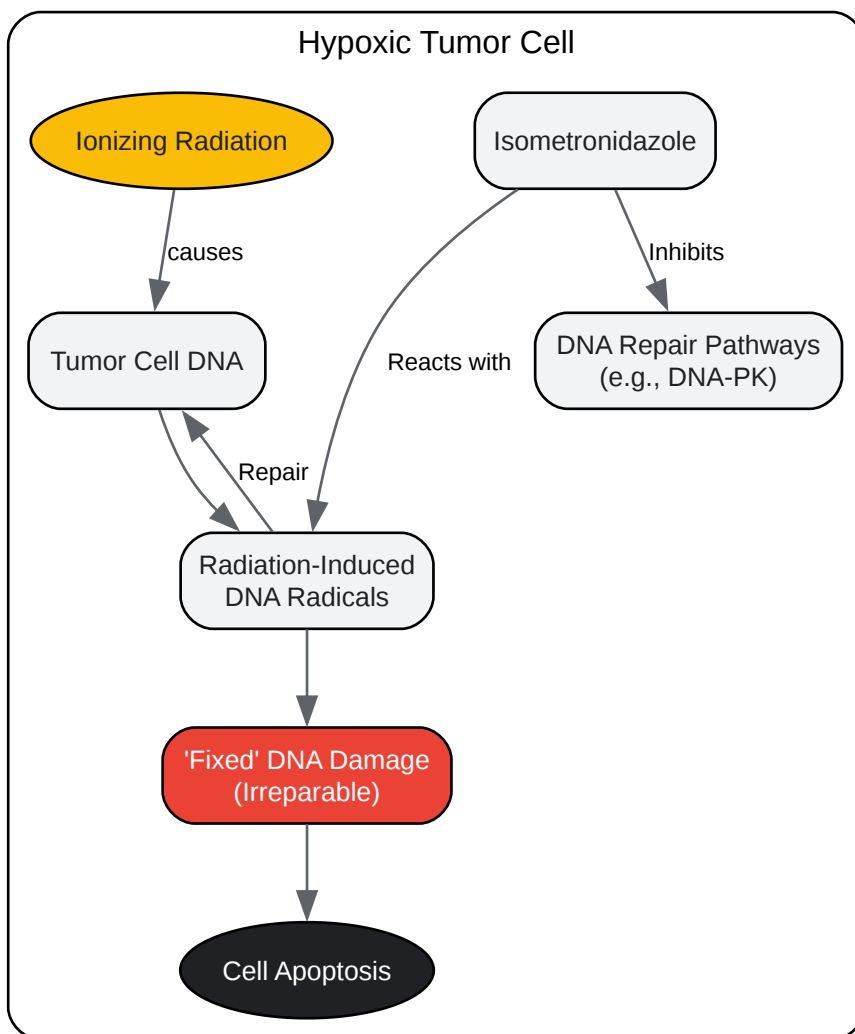 Hypoxic Tumor Cell
Ionizing Radiation
Isometronidazole
causes
Inhibits
Tumor Cell DNA
Reacts with
DNA Repair Pathways
(e.g., DNA-PK)
Repair
Radiation-Induced
DNA Radicals
'Fixed' DNA Damage
(Irreparable)
Cell Apoptosis